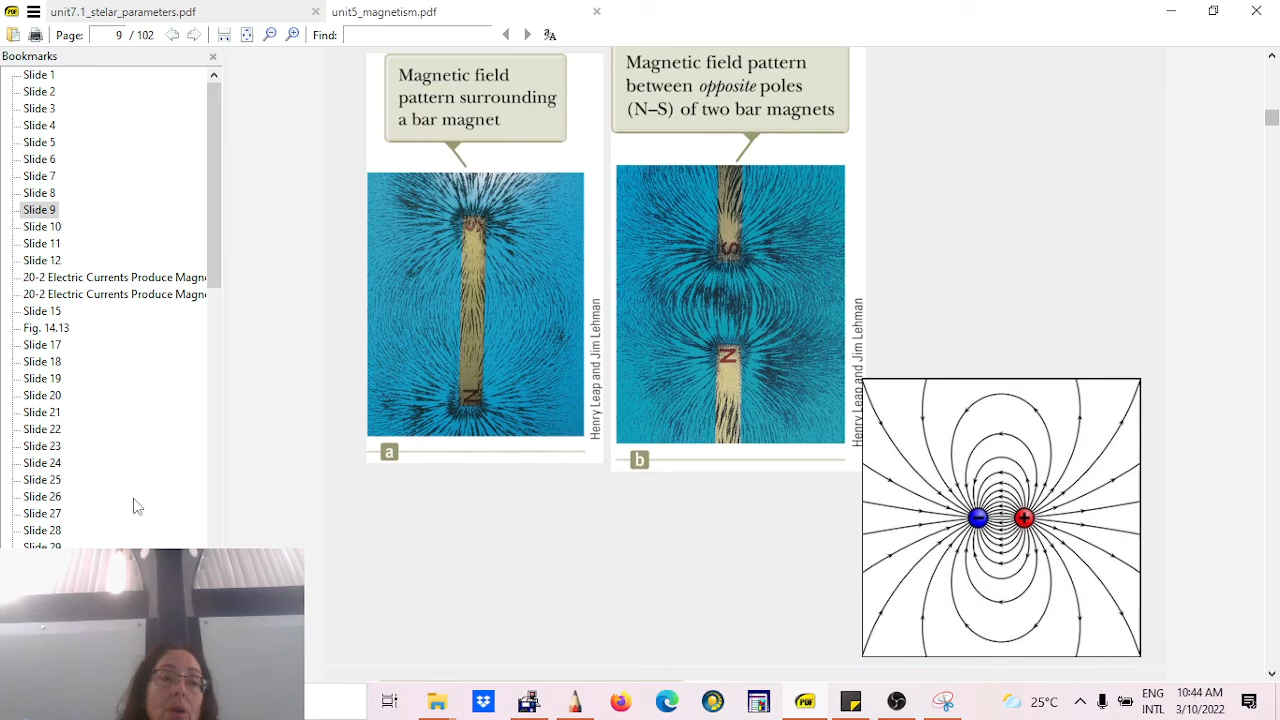 unit7.1_stelar_parameters.pdf
unit5_magnetism.pdf
Page: 9 / 102
Find:
Bookmarks
Slide 1
Slide 2
Slide 3
Slide 4
Slide 5
Slide 6
Slide 7
Slide 8
Slide 9
Slide 10
Slide 11
Slide 12
20-2 Electric Currents Produce Magn
20-2 Electric Currents Produce Magn
Slide 15
Fig. 14.13
Slide 17
Slide 18
Slide 19
Slide 20
Slide 21
Slide 22
Slide 23
Slide 24
Slide 25
Slide 26
Slide 27
Slide 28
Slide 29
Magnetic field
pattern surrounding
a bar magnet
S
N
Henry Leap and Jim Lehman
a
Magnetic field pattern
between opposite poles
(N–S) of two bar magnets
S
N
Henry Leap and Jim Lehman
b
− +
25°C
ENG
INTL
10:44 AM
3/10/2022